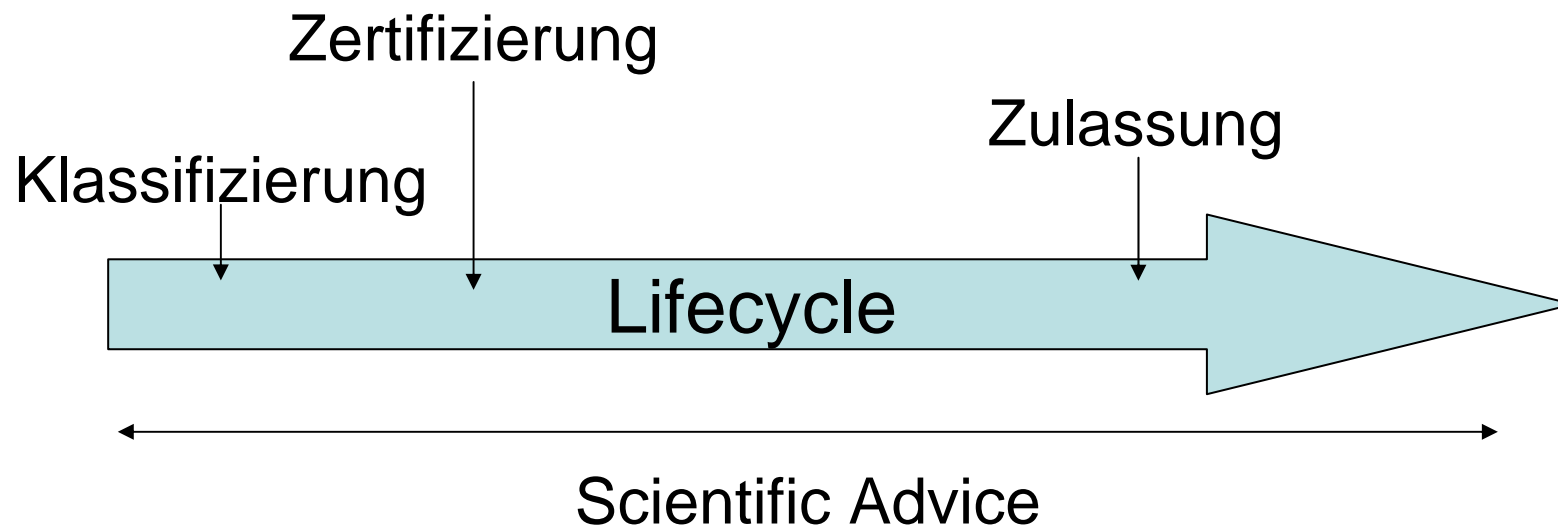 Zertifizierung
Zulassung
Klassifizierung
Lifecycle
Scientific Advice